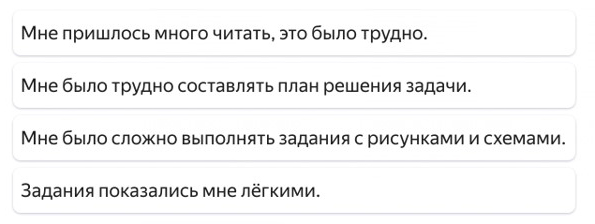 Мне пришлось много читать, это было трудно.
Мне было трудно составлять план решения задачи.
Мне было сложно выполнять задания с рисунками и схемами.
Задания показались мне лёгкими.